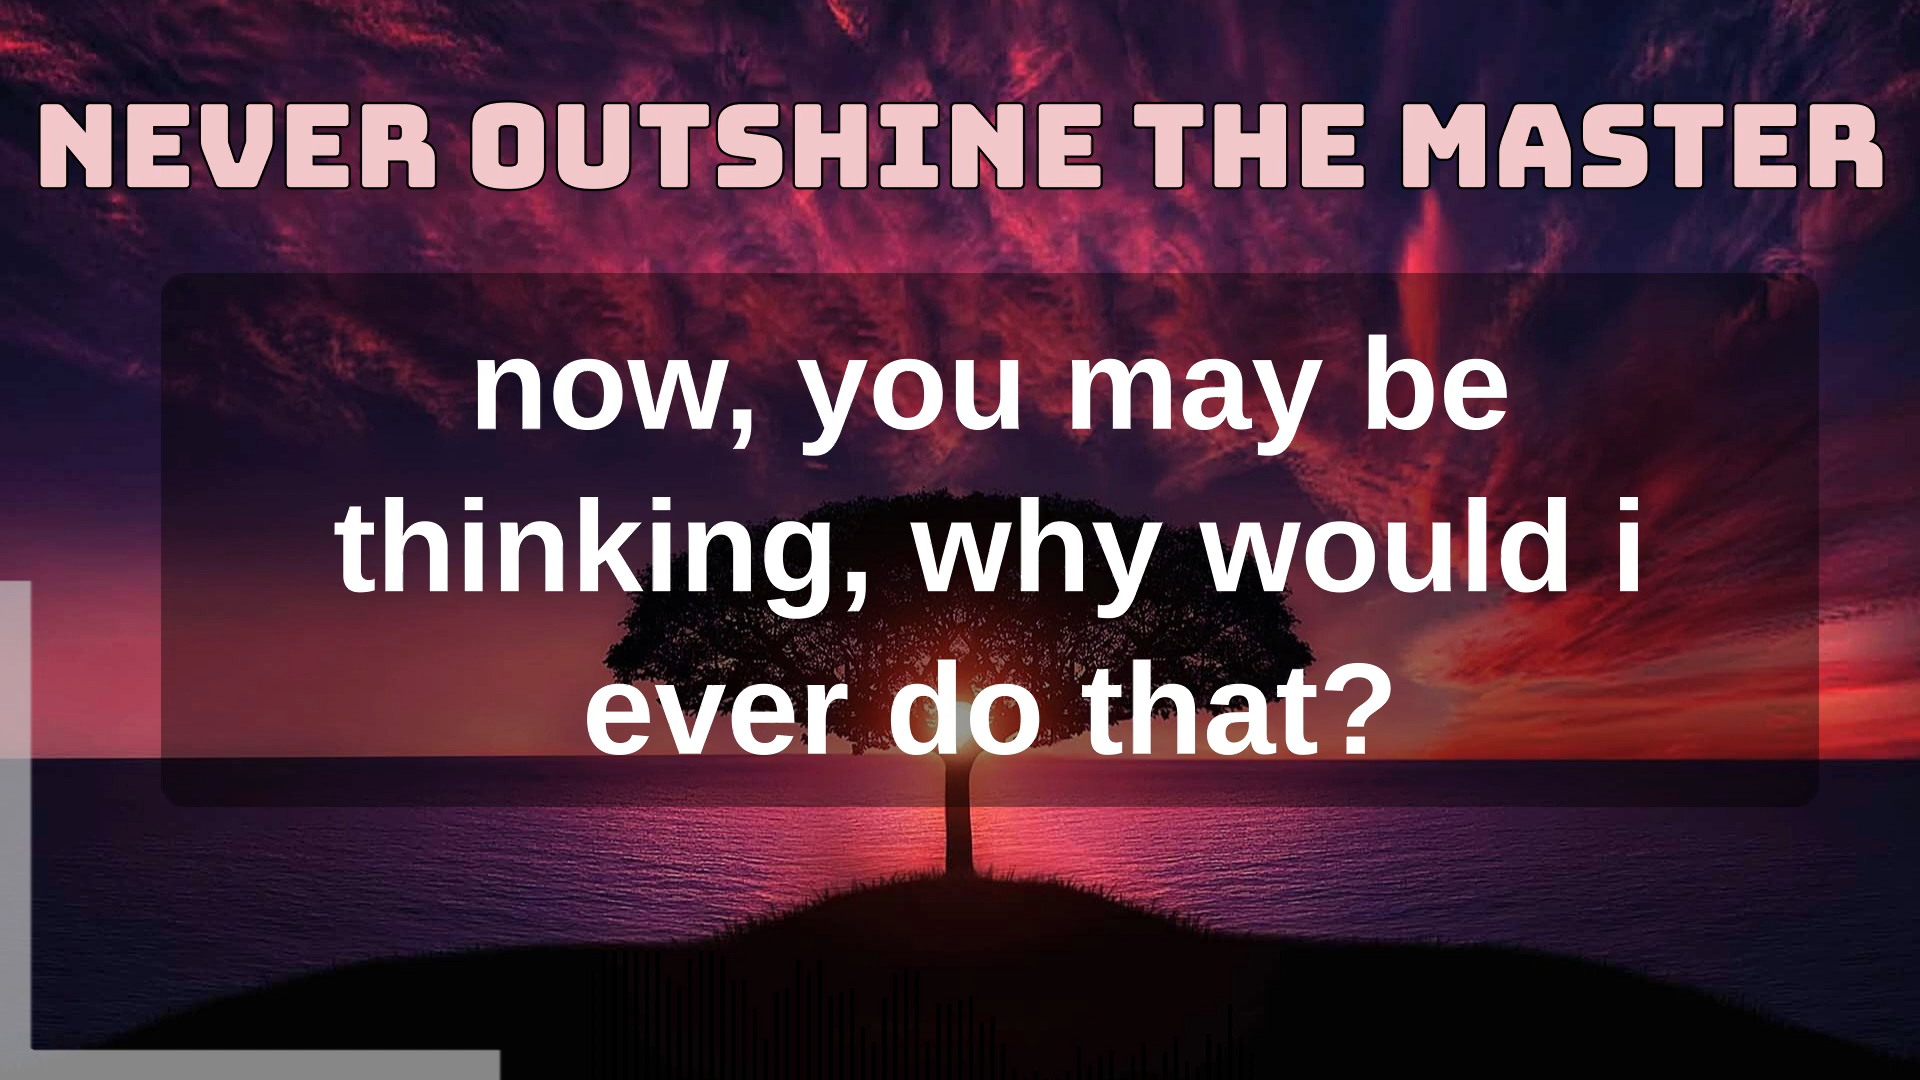 NEVER OUTSHINE THE MASTER
now, you may be
thinking, why would i
ever do that?